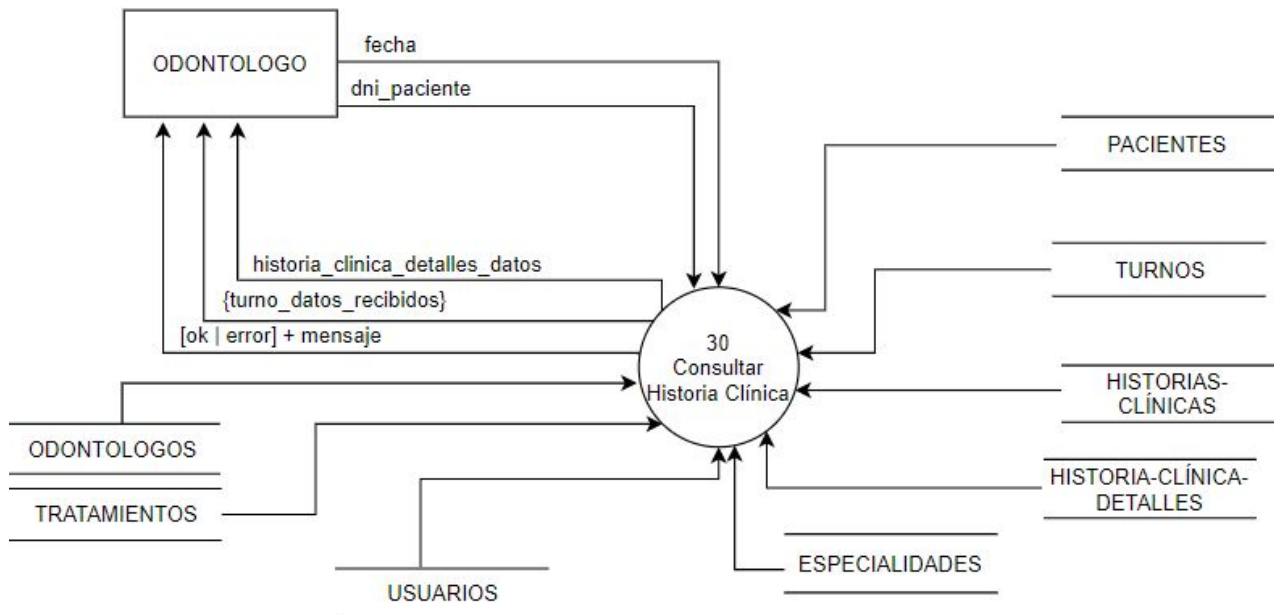 ODONTOLOGO
fecha
dni_paciente
PACIENTES
historia_clinica_detalles_datos
TURNOS
{turno_datos_recibidos}
[ok | error] + mensaje
30
Consultar
Historia Clínica
HISTORIAS-
CLÍNICAS
ODONTOLOGOS
HISTORIA-CLÍNICA-
DETALLES
TRATAMIENTOS
ESPECIALIDADES
USUARIOS